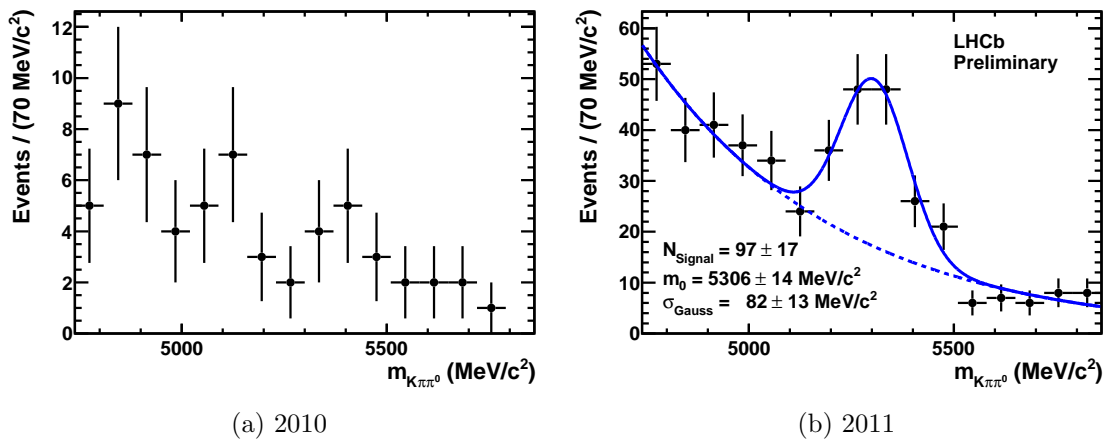 Events / (70 MeV/c²)
12
10
8
6
4
2
0
5000
5500
m_{Kππ⁰} (MeV/c²)
(a) 2010
Events / (70 MeV/c²)
60
50
40
30
20
10
0
LHCb
Preliminary
N_{Signal} = 97 ± 17
m₀ = 5306 ± 14 MeV/c²
σ_{Gauss} = 82 ± 13 MeV/c²
5000
5500
m_{Kππ⁰} (MeV/c²)
(b) 2011